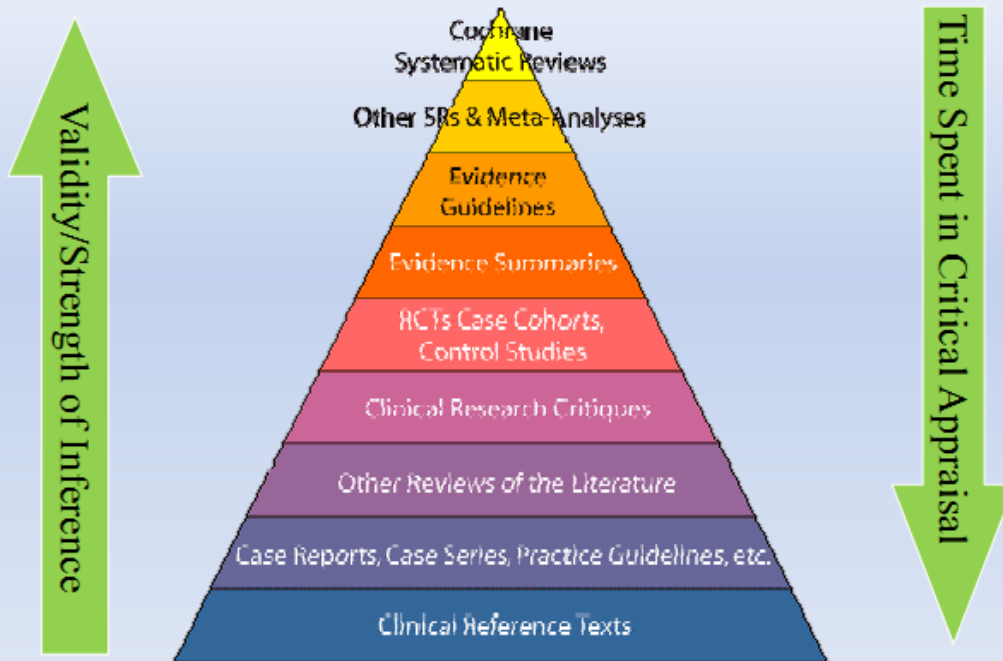 Cochrane
Systematic Reviews
Other SRs & Meta-Analyses
Evidence
Guidelines
Evidence Summaries
RCTs Case Cohorts,
Control Studies
Clinical Research Critiques
Other Reviews of the Literature
Case Reports, Case Series, Practice Guidelines, etc.
Clinical Reference Texts
Validity/Strength of Inference
Time Spent in Critical Appraisal